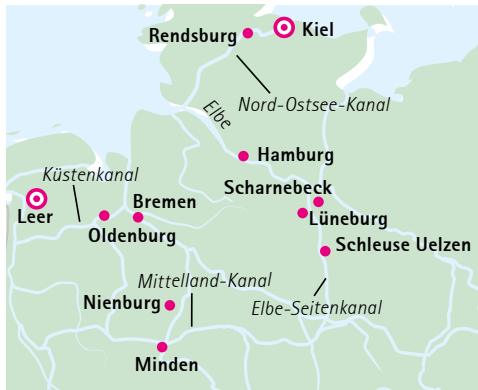 Rendsburg
Kiel
Nord-Ostsee-Kanal
Elbe
Hamburg
Küstenkanal
Scharnebeck
Leer
Bremen
Lüneburg
Oldenburg
Schleuse Uelzen
Mittelland-Kanal
Nienburg
Elbe-Seitenkanal
Minden